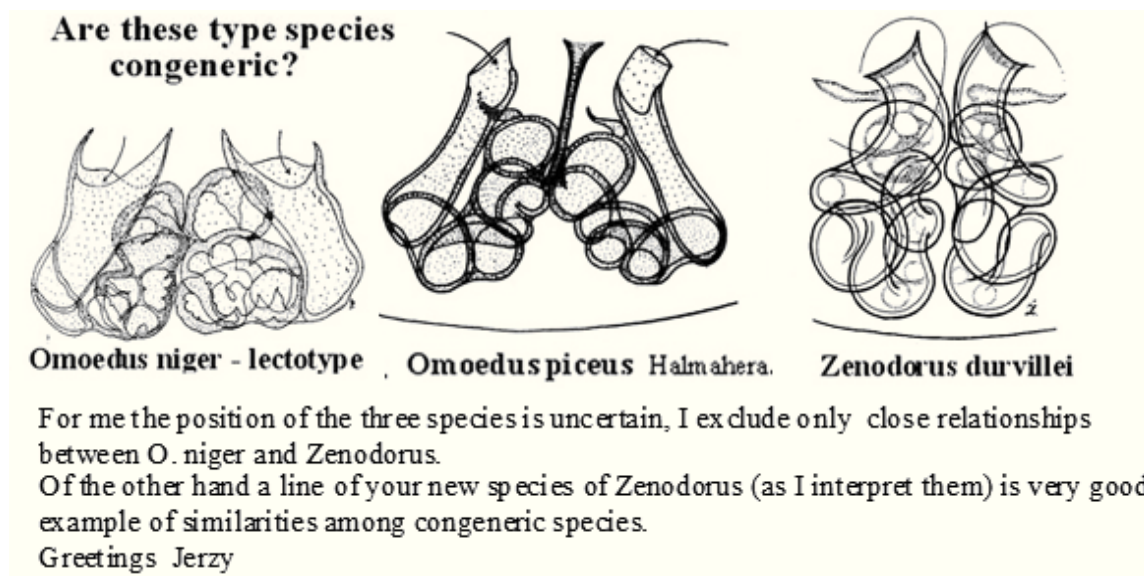 Are these type species
congeneric?
Omoedus niger - lectotype
Omoedus piceus Halmahera.
Zenodorus durvillei
For me the position of the three species is uncertain, I exclude only close relationships
between O. niger and Zenodorus.
Of the other hand a line of your new species of Zenodorus (as I interpret them) is very good
example of similarities among congeneric species.
Greetings Jerzy